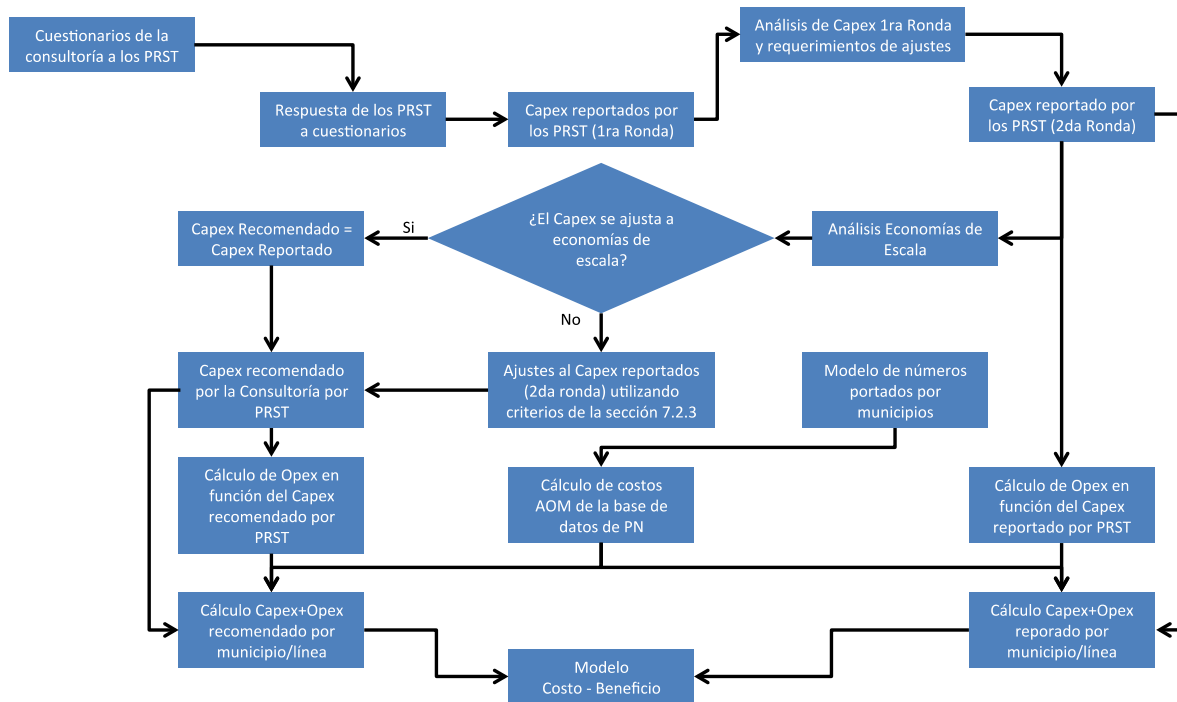 Cuestionarios de la
consultoría a los PRST
Respuesta de los PRST
a cuestionarios
Capex reportados por
los PRST (1ra Ronda)
Análisis de Capex 1ra Ronda
y requerimientos de ajustes
Capex reportado por
los PRST (2da Ronda)
Capex Recomendado =
Capex Reportado
Si
¿El Capex se ajusta a
economías de
escala?
Análisis Economías de
Escala
No
Capex recomendado
por la Consultoría por
PRST
Ajustes al Capex reportados
(2da ronda) utilizando
criterios de la sección 7.2.3
Modelo de números
portados por
municipios
Cálculo de Opex en
función del Capex
recomendado por
PRST
Cálculo de costos
AOM de la base de
datos de PN
Cálculo de Opex en
función del Capex
reportado por PRST
Cálculo Capex+Opex
recomendado por
municipio/línea
Modelo
Costo - Beneficio
Cálculo Capex+Opex
reporado por
municipio/línea